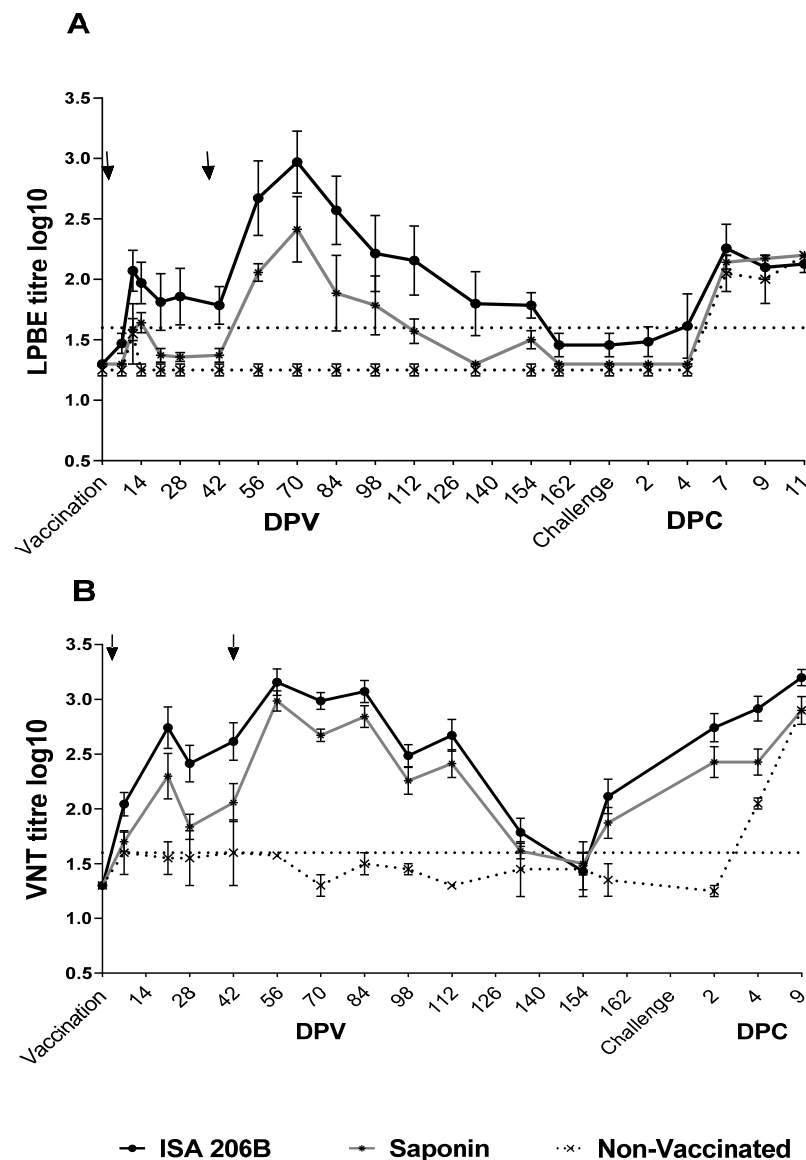 A
LPBE titre log10
3.5
3.0
2.5
2.0
1.5
1.0
0.5
Vaccination 14 28 42 56 70 84 98 112 126 140 154 162 Challenge 2 4 7 9 11
DPV DPC
B
VNT titre log10
3.5
3.0
2.5
2.0
1.5
1.0
0.5
Vaccination 14 28 42 56 70 84 98 112 126 140 154 162 Challenge 2 4 9
DPV DPC
ISA 206B Saponin Non-Vaccinated